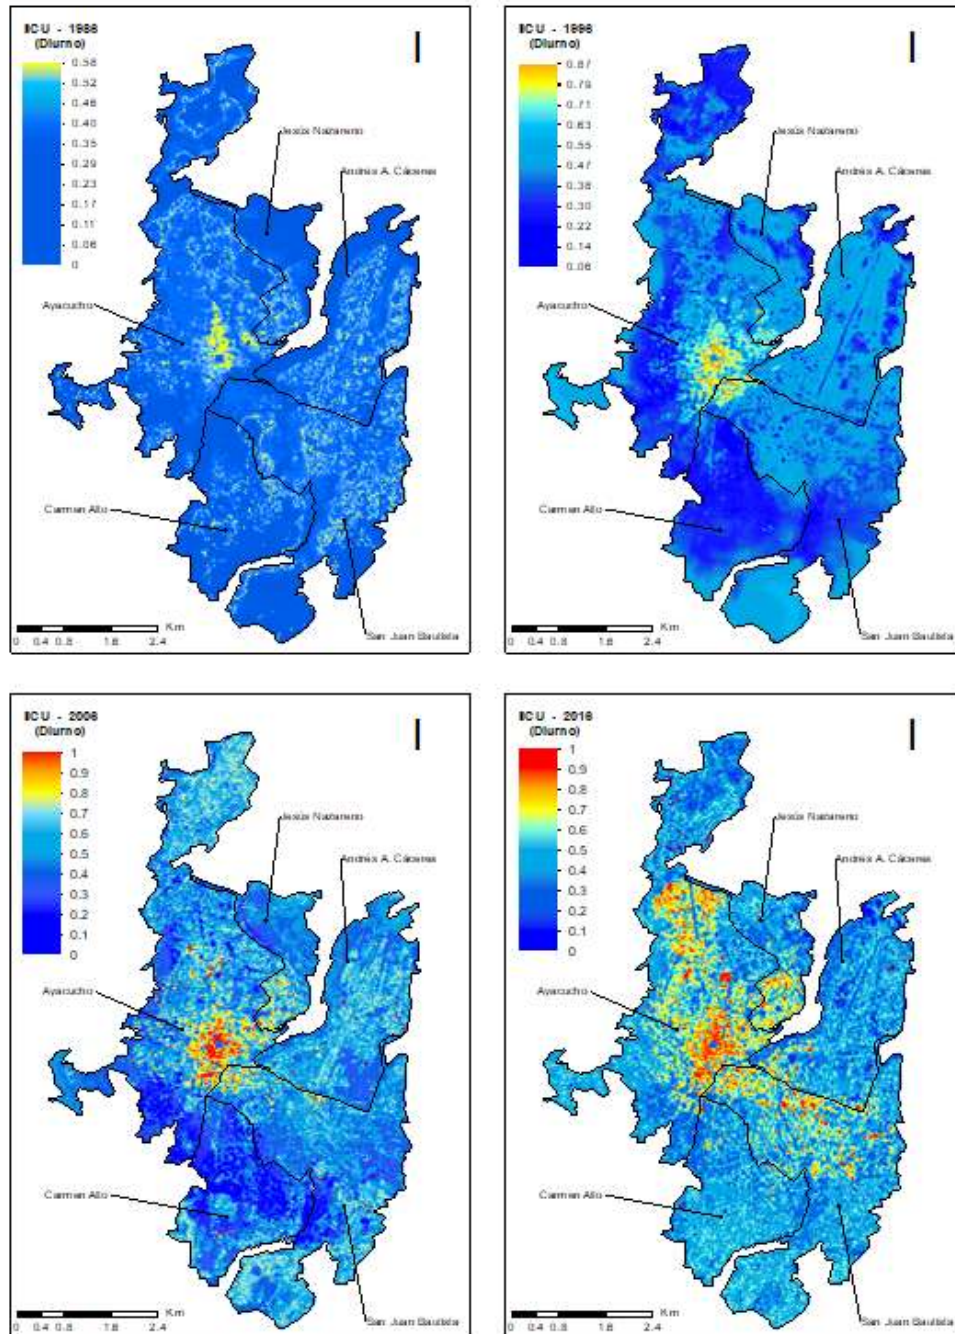 IICU - 1986
(Diurno)
0.58
0.52
0.46
0.40
0.35
0.29
0.23
0.17
0.11
0.06
0
Jesús Nazareno
Andrés A. Cáceres
Ayacucho
Carmen Alto
San Juan Bautista
Km
0 0.4 0.8 1.6 2.4
IICU - 1996
(Diurno)
0.87
0.79
0.71
0.63
0.55
0.47
0.38
0.30
0.22
0.14
0.06
Jesús Nazareno
Andrés A. Cáceres
Ayacucho
Carmen Alto
San Juan Bautista
Km
0 0.4 0.8 1.6 2.4
IICU - 2006
(Diurno)
1
0.9
0.8
0.7
0.6
0.5
0.4
0.3
0.2
0.1
0
Jesús Nazareno
Andrés A. Cáceres
Ayacucho
Carmen Alto
San Juan Bautista
Km
0 0.4 0.8 1.6 2.4
IICU - 2016
(Diurno)
1
0.9
0.8
0.7
0.6
0.5
0.4
0.3
0.2
0.1
0
Jesús Nazareno
Andrés A. Cáceres
Ayacucho
Carmen Alto
San Juan Bautista
Km
0 0.4 0.8 1.6 2.4